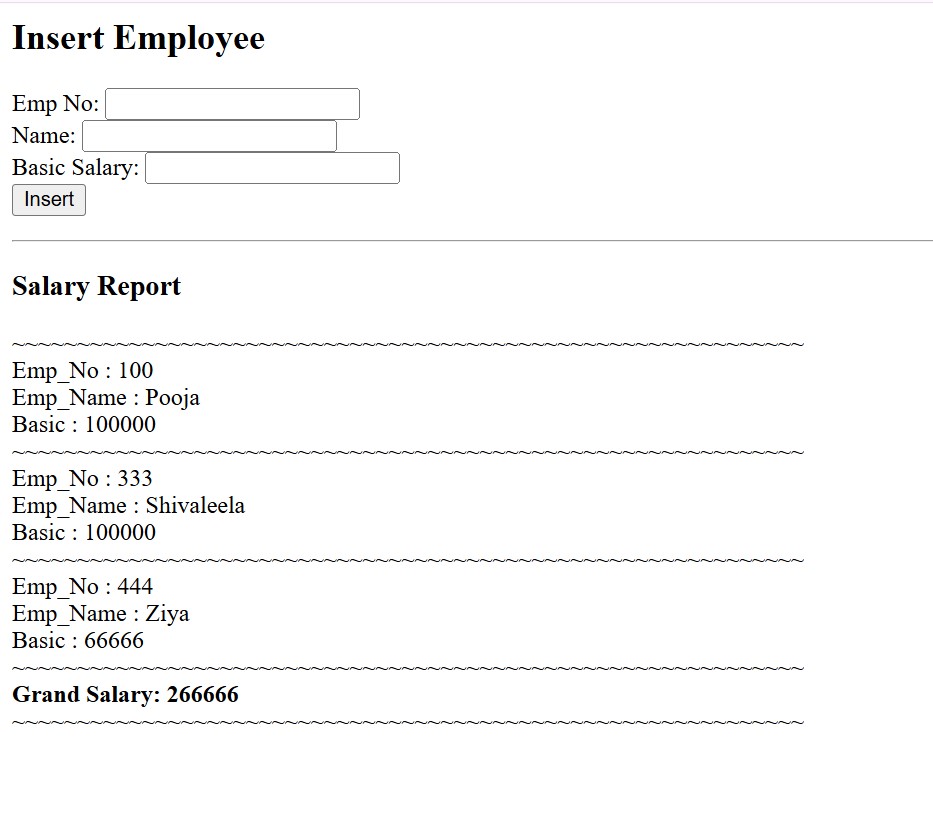 Insert Employee
Emp No:
Name:
Basic Salary:
Insert
Salary Report
~~~~~~~~~~~~~~~~~~~~~~~~~~~~~~~~~~~~~~~~~~~~~~~~~~~~~~~~~~~~~
Emp_No : 100
Emp_Name : Pooja
Basic : 100000
~~~~~~~~~~~~~~~~~~~~~~~~~~~~~~~~~~~~~~~~~~~~~~~~~~~~~~~~~~~~~
Emp_No : 333
Emp_Name : Shivaleela
Basic : 100000
~~~~~~~~~~~~~~~~~~~~~~~~~~~~~~~~~~~~~~~~~~~~~~~~~~~~~~~~~~~~~
Emp_No : 444
Emp_Name : Ziya
Basic : 66666
~~~~~~~~~~~~~~~~~~~~~~~~~~~~~~~~~~~~~~~~~~~~~~~~~~~~~~~~~~~~~
Grand Salary: 266666
~~~~~~~~~~~~~~~~~~~~~~~~~~~~~~~~~~~~~~~~~~~~~~~~~~~~~~~~~~~~~